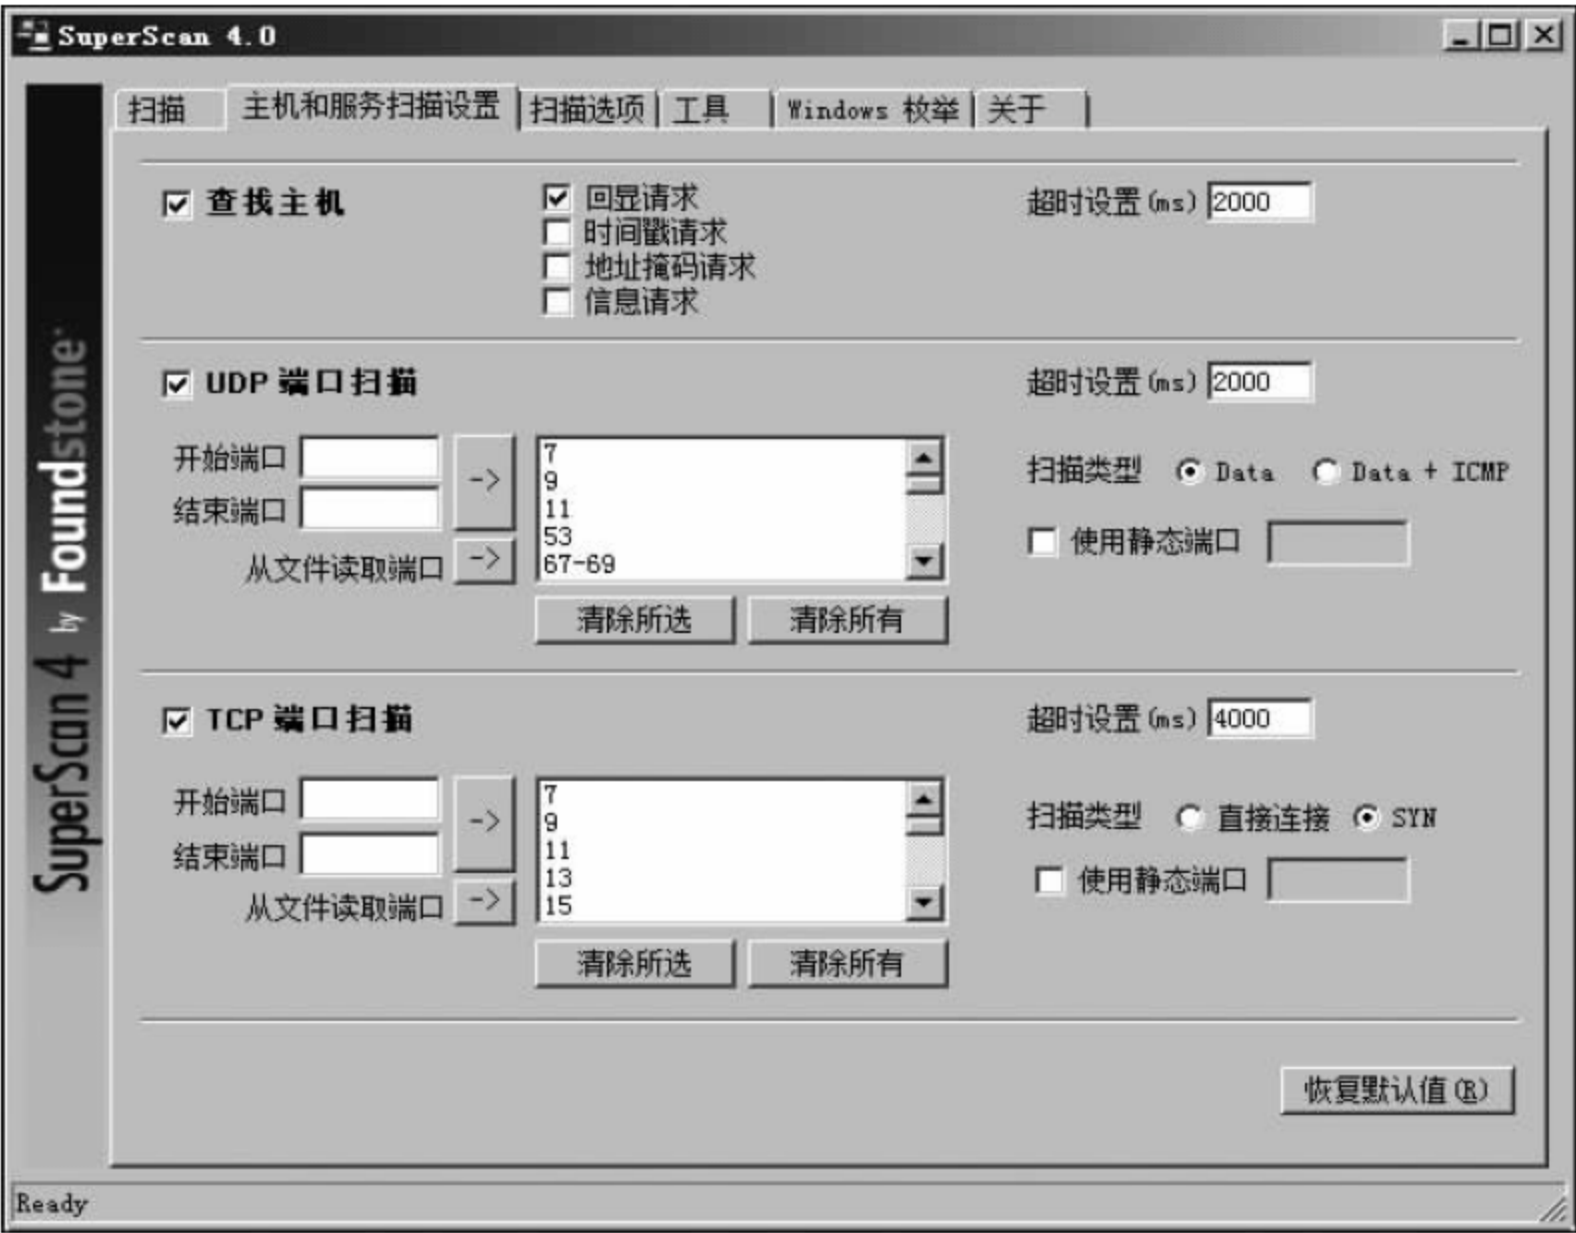 SuperScan 4.0
扫描 主机和服务扫描设置 扫描选项 工具 Windows 枚举 关于
查找主机
回显请求
时间戳请求
地址掩码请求
信息请求
超时设置(ms) 2000
UDP 端口扫描
超时设置(ms) 2000
开始端口
结束端口
->
从文件读取端口 ->
7
9
11
53
67-69
清除所选 清除所有
扫描类型 Data Data + ICMP
使用静态端口
TCP 端口扫描
超时设置(ms) 4000
开始端口
结束端口
->
从文件读取端口 ->
7
9
11
13
15
清除所选 清除所有
扫描类型 直接连接 SYN
使用静态端口
恢复默认值(R)
SuperScan 4 by Foundstone
Ready